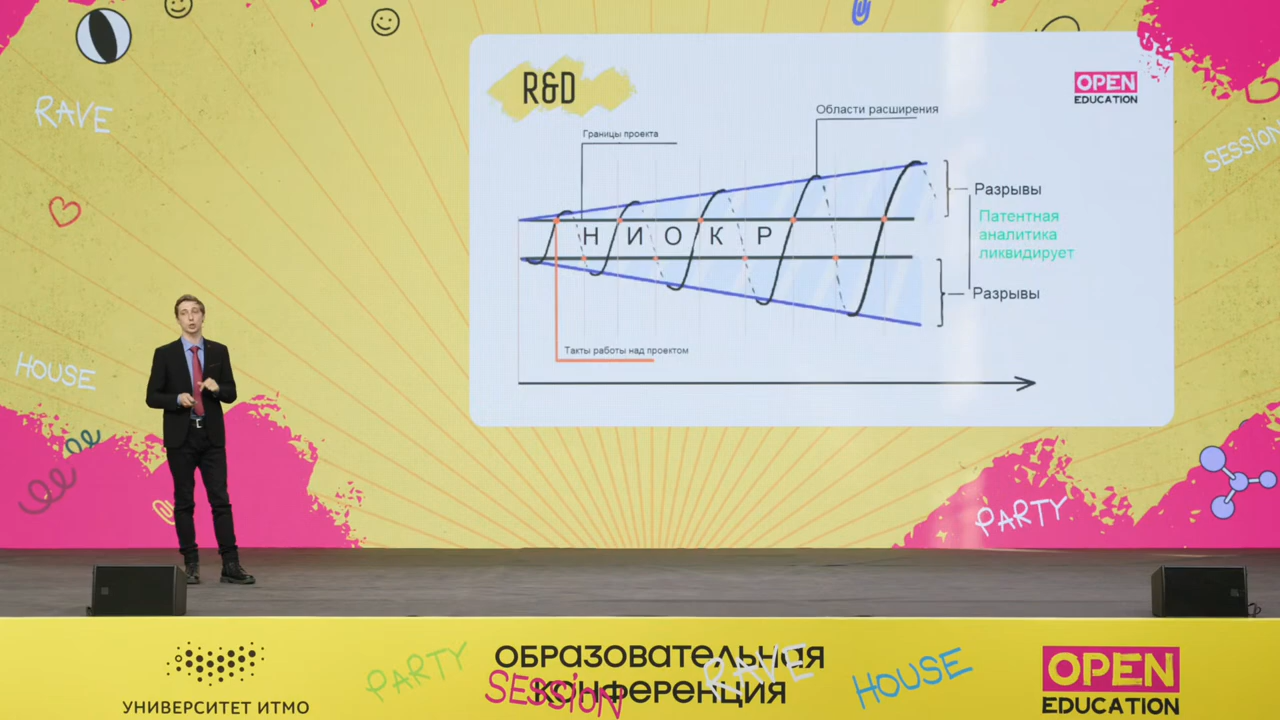 RAVE
SESSION
HOUSE
PARTY
R&D
OPEN
EDUCATION
Области расширения
Границы проекта
Н И О К Р
Разрывы
Патентная
аналитика
ликвидирует
Разрывы
Такты работы над проектом
УНИВЕРСИТЕТ ИТМО
PARTY
ОБРАЗОВАТЕЛЬНАЯ
КОНФЕРЕНЦИЯ
SESSION
RAVE
HOUSE
OPEN
EDUCATION